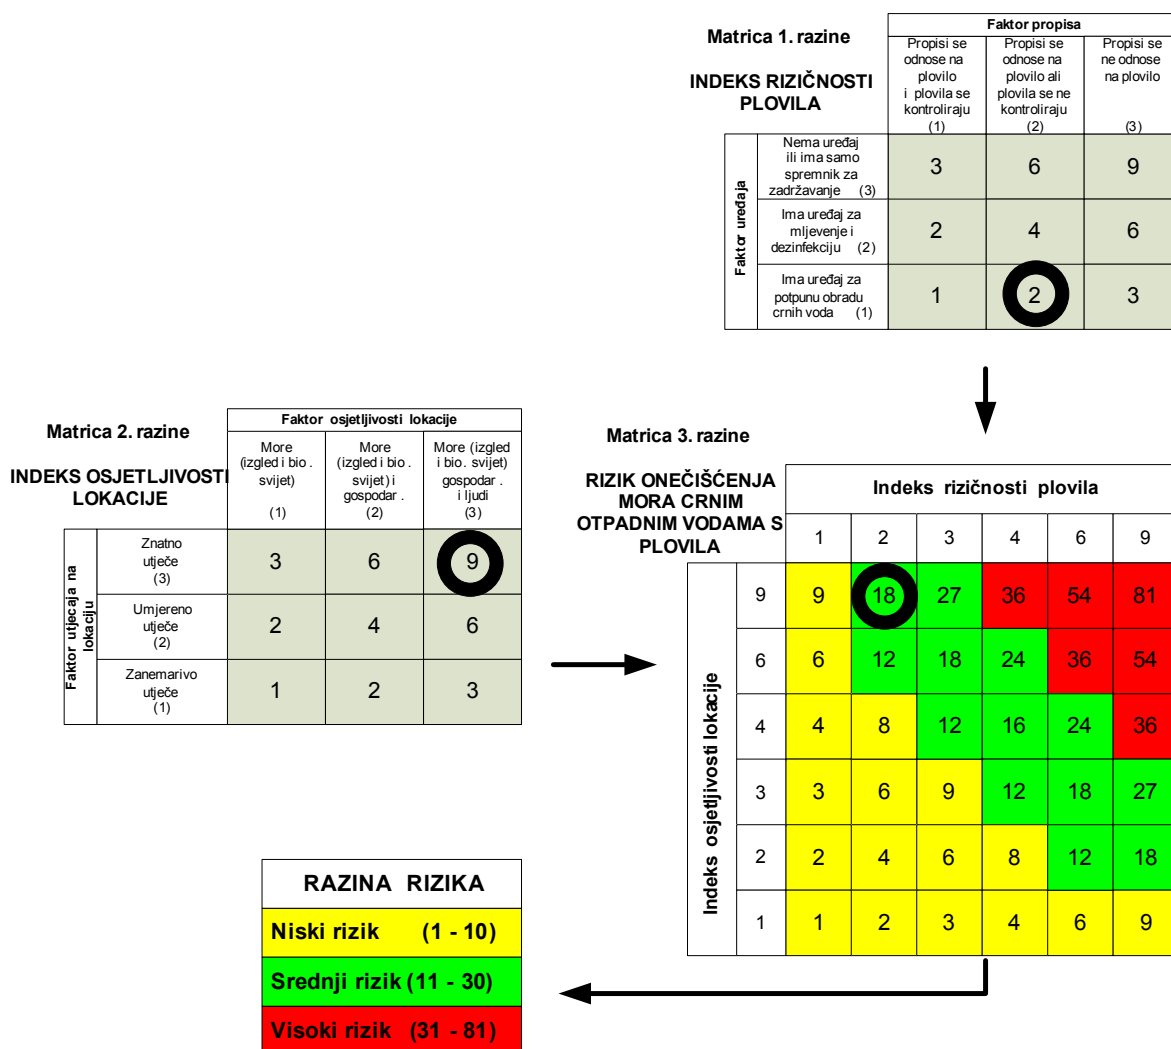 Matrica 1. razine
INDEKS RIZIČNOSTI
PLOVILA
Faktor propisa
Propisi se
odnose na
plovilo
i plovila se
kontroliraju
(1)
Propisi se
odnose na
plovilo ali
plovila se ne
kontroliraju
(2)
Propisi se
ne odnose
na plovilo
(3)
Faktor uređaja
Nema uređaj
ili ima samo
spremnik za
zadržavanje (3)
3 6 9
Ima uređaj za
mljevenje i
dezinfekciju (2)
2 4 6
Ima uređaj za
potpunu obradu
crnih voda (1)
1 2 3
Matrica 2. razine
INDEKS OSJETLJIVOSTI
LOKACIJE
Faktor osjetljivosti lokacije
More
(izgled i bio.
svijet)
(1)
More
(izgled i bio.
svijet) i
gospodar.
(2)
More (izgled
i bio. svijet)
gospodar.
i ljudi
(3)
Faktor utjecaja na
lokaciju
Znatno
utječe
(3)
3 6 9
Umjereno
utječe
(2)
2 4 6
Zanemarivo
utječe
(1)
1 2 3
Matrica 3. razine
RIZIK ONEČIŠĆENJA
MORA CRNIM
OTPADNIM VODAMA S
PLOVILA
Indeks rizičnosti plovila
1 2 3 4 6 9
Indeks osjetljivosti lokacije
9 9 18 27 36 54 81
6 6 12 18 24 36 54
4 4 8 12 16 24 36
3 3 6 9 12 18 27
2 2 4 6 8 12 18
1 1 2 3 4 6 9
RAZINA RIZIKA
Niski rizik (1 - 10)
Srednji rizik (11 - 30)
Visoki rizik (31 - 81)